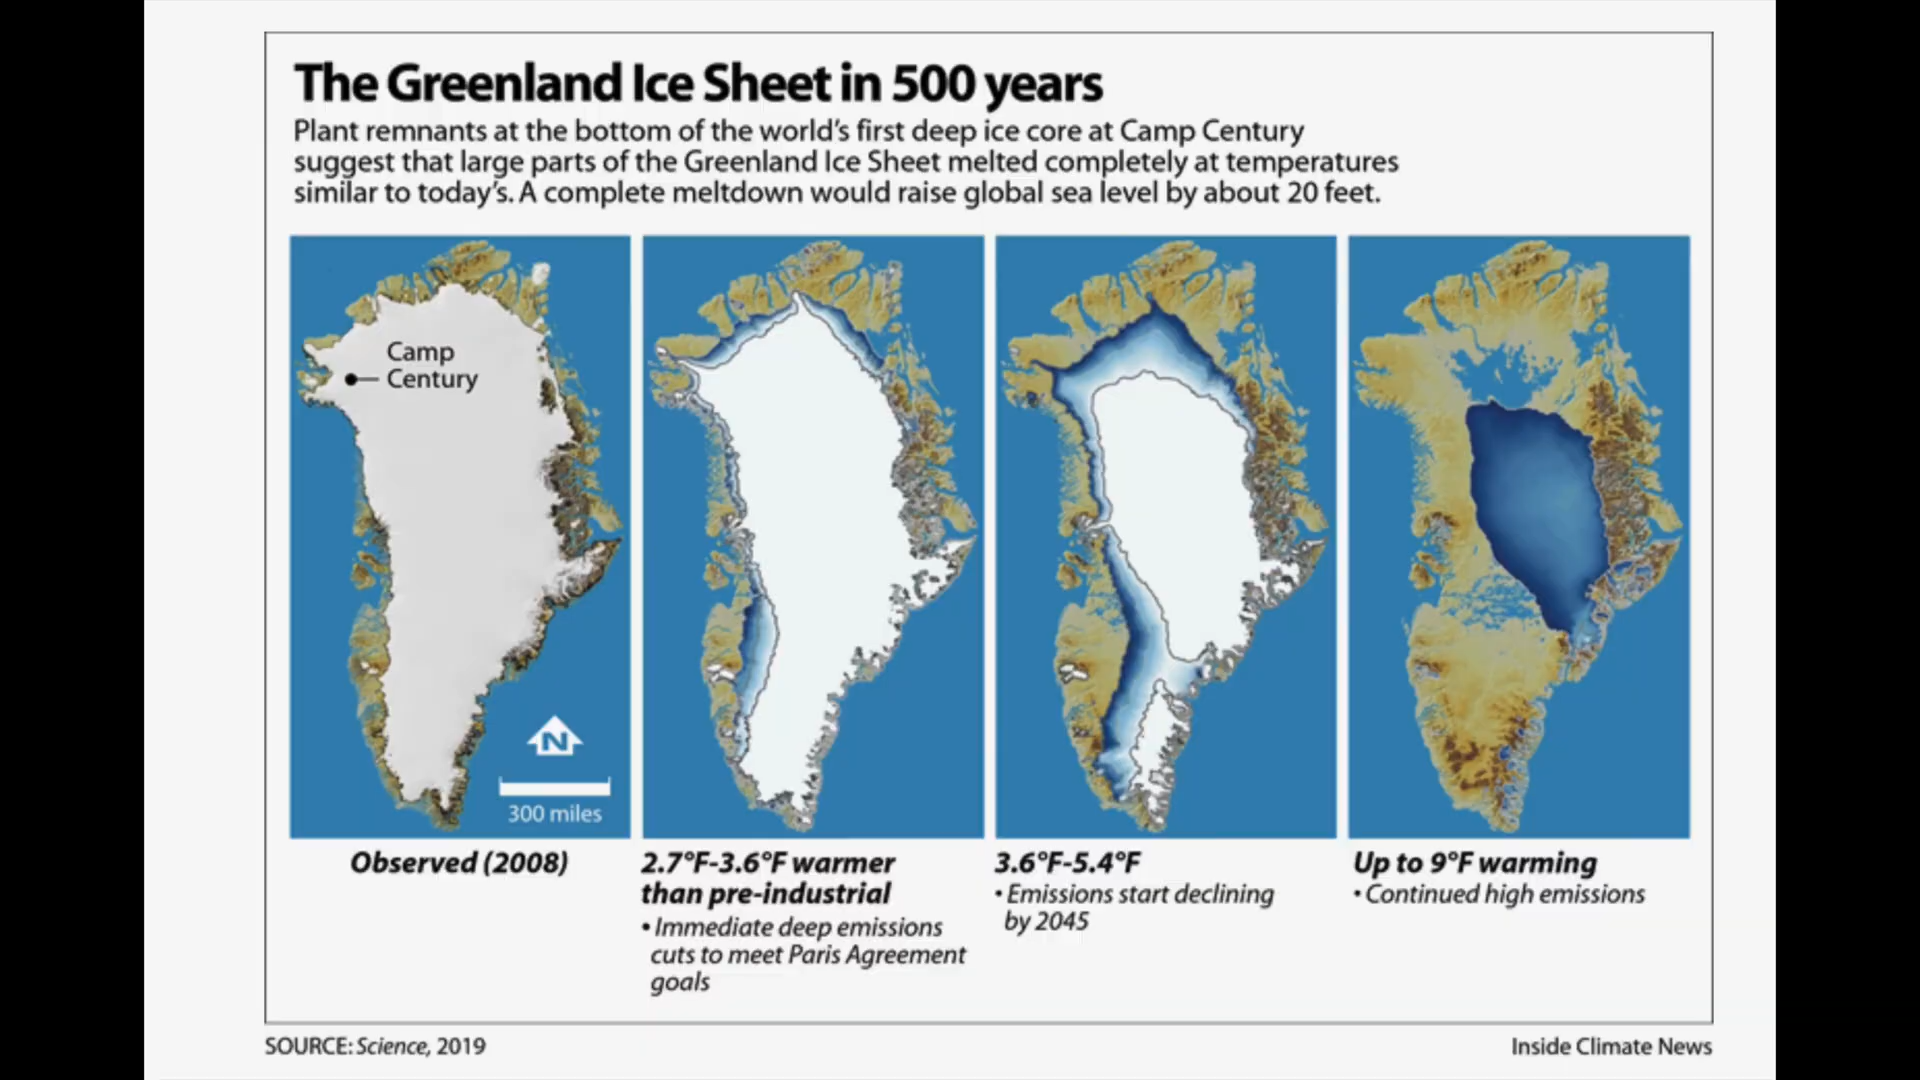 The Greenland Ice Sheet in 500 years
Plant remnants at the bottom of the world's first deep ice core at Camp Century
suggest that large parts of the Greenland Ice Sheet melted completely at temperatures
similar to today's. A complete meltdown would raise global sea level by about 20 feet.
Camp
Century
N
300 miles
Observed (2008)
2.7°F-3.6°F warmer
than pre-industrial
• Immediate deep emissions
cuts to meet Paris Agreement
goals
3.6°F-5.4°F
• Emissions start declining
by 2045
Up to 9°F warming
• Continued high emissions
SOURCE: Science, 2019
Inside Climate News